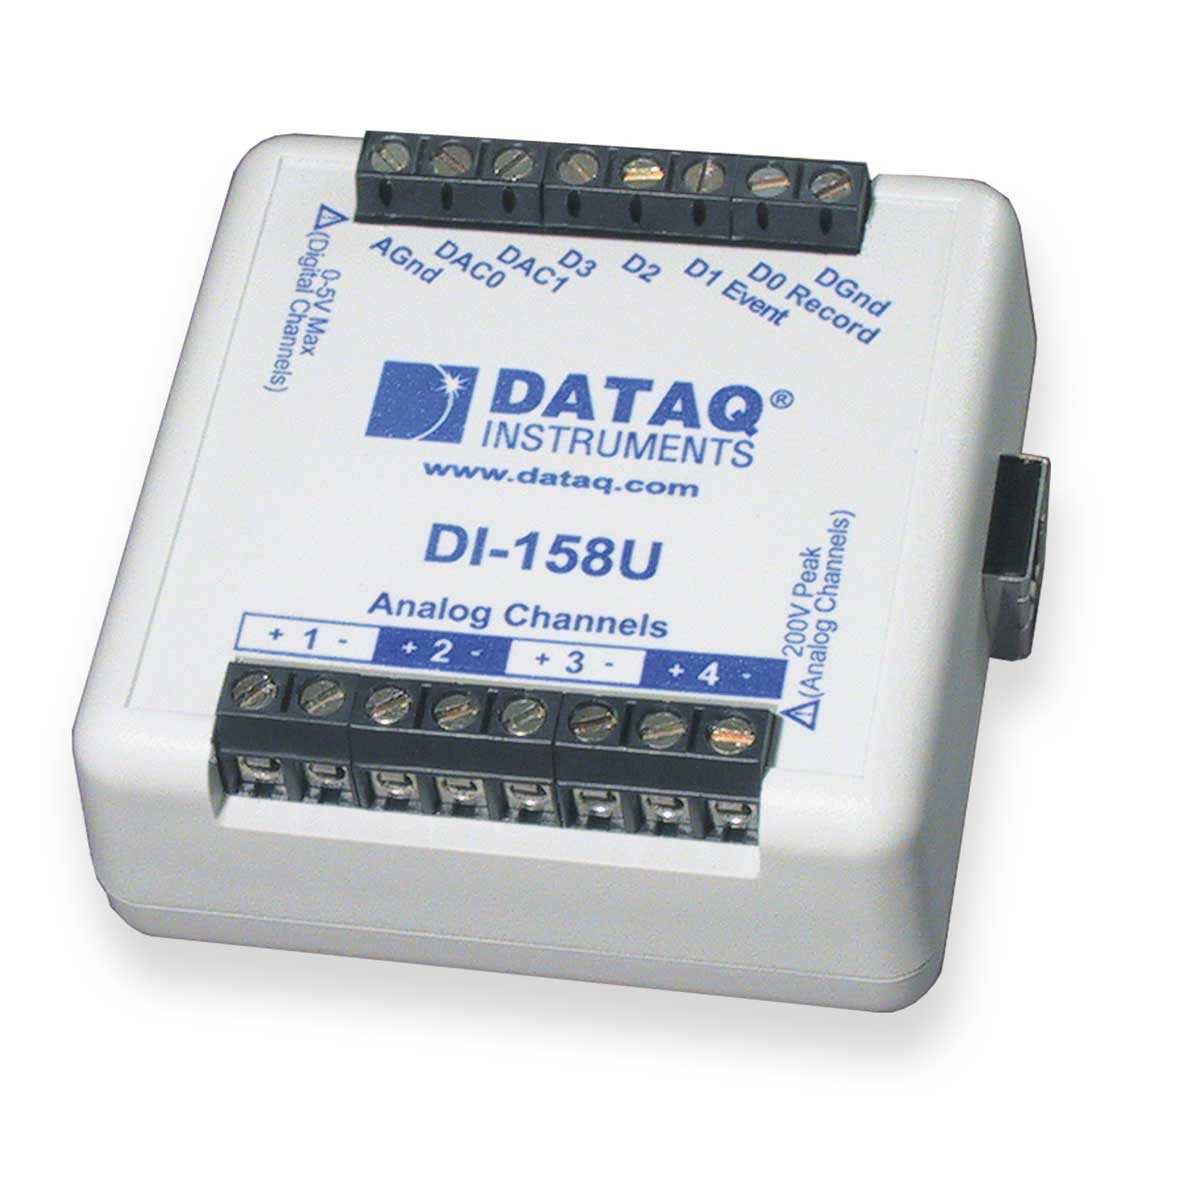 AGnd DAC0 DAC1 D3 D2 D1 Event D0 Record DGnd
0-5V Max
(Digital Channels)
DATAQ®
INSTRUMENTS
www.dataq.com
DI-158U
200V Peak
(Analog Channels)
Analog Channels
+ 1 - + 2 - + 3 - + 4 -